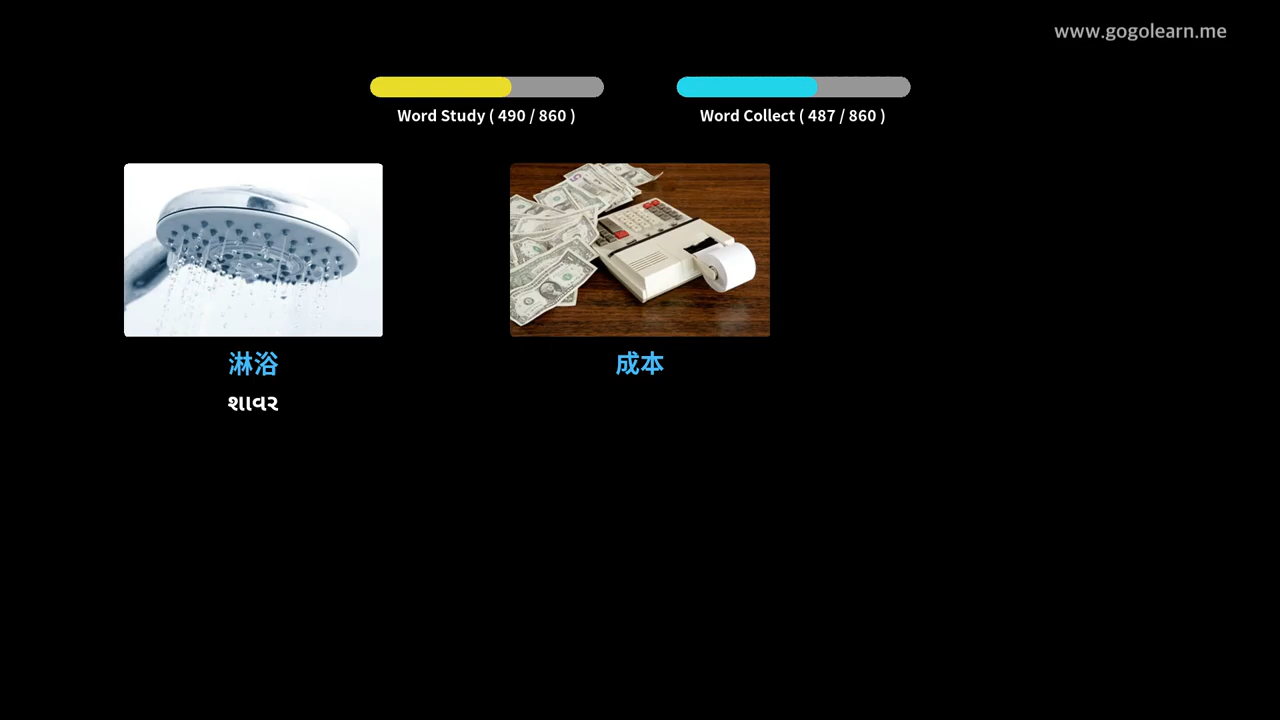 www.gogolearn.me
Word Study ( 490 / 860 )
Word Collect ( 487 / 860 )
淋浴
શાવર
成本